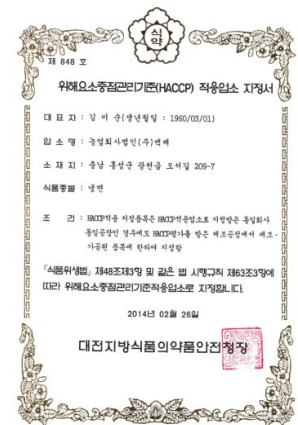 식약
제 848 호
위해요소중점관리기준(HACCP) 적용업소 지정서
대 표 자 : 김 미 순(생년월일 : 1960/03/01)
업 소 명 : 농업회사법인(주)백제
소 재 지 : 충남 홍성군 광천읍 오서길 209-7
식품종별 : 냉면
조 건 : HACCP적용 지정품목은 HACCP적용업소로 지정받은 동일회사
동일공장인 경우에도 HACCP평가를 받은 제조공정에서 제조·
가공된 품목에 한하여 지정함
「식품위생법」 제48조제3항 및 같은 법 시행규칙 제63조3항에
따라 위해요소중점관리기준적용업소로 지정합니다.
2014년 02월 26일
대전지방식품의약품안전청장